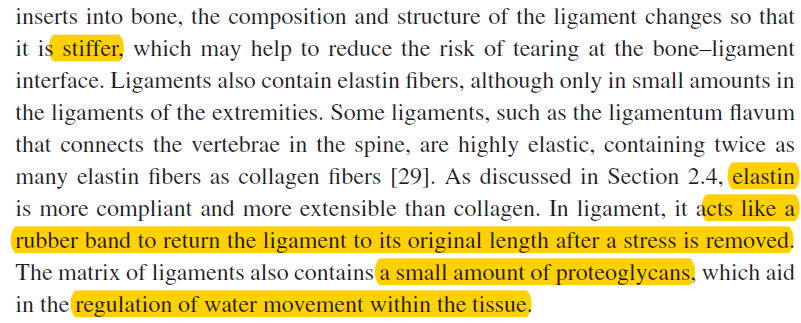 inserts into bone, the composition and structure of the ligament changes so that
it is stiffer, which may help to reduce the risk of tearing at the bone–ligament
interface. Ligaments also contain elastin fibers, although only in small amounts in
the ligaments of the extremities. Some ligaments, such as the ligamentum flavum
that connects the vertebrae in the spine, are highly elastic, containing twice as
many elastin fibers as collagen fibers [29]. As discussed in Section 2.4, elastin
is more compliant and more extensible than collagen. In ligament, it acts like a
rubber band to return the ligament to its original length after a stress is removed.
The matrix of ligaments also contains a small amount of proteoglycans, which aid
in the regulation of water movement within the tissue.